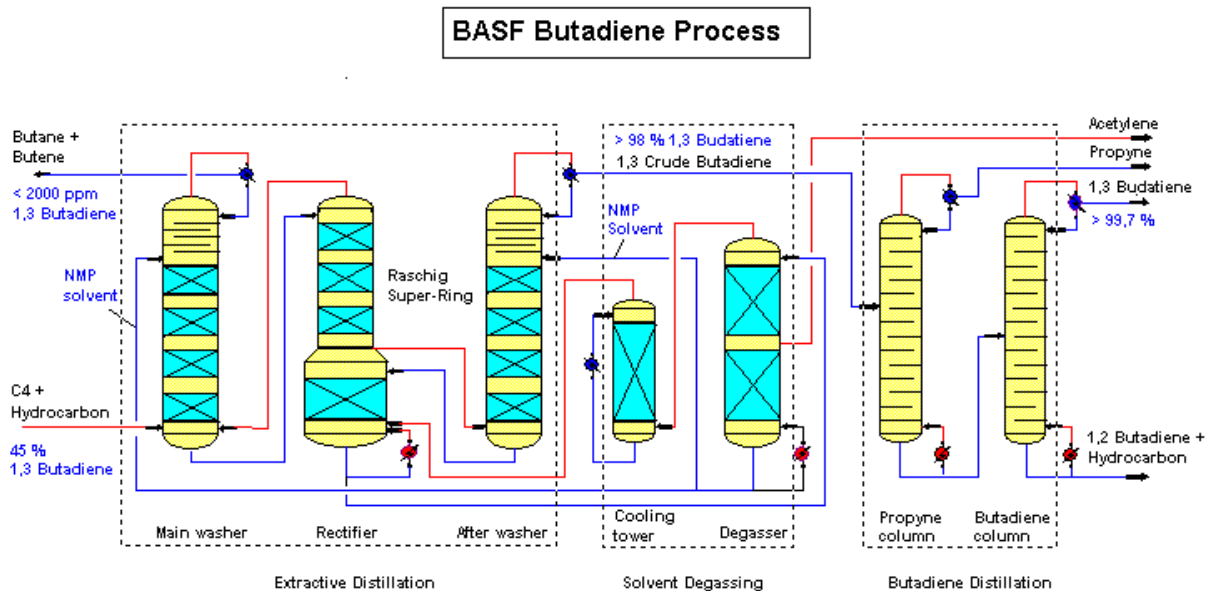 BASF Butadiene Process
Butane +
Butene
< 2000 ppm
1,3 Butadiene
NMP
solvent
C4 +
Hydrocarbon
45 %
1,3 Butadiene
Raschig
Super-Ring
> 98 % 1,3 Budatiene
1,3 Crude Butadiene
NMP
Solvent
Acetylene
Propyne
1,3 Budatiene
> 99,7 %
1,2 Butadiene +
Hydrocarbon
Main washer
Rectifier
After washer
Cooling
tower
Degasser
Propyne
column
Butadiene
column
Extractive Distillation
Solvent Degassing
Butadiene Distillation